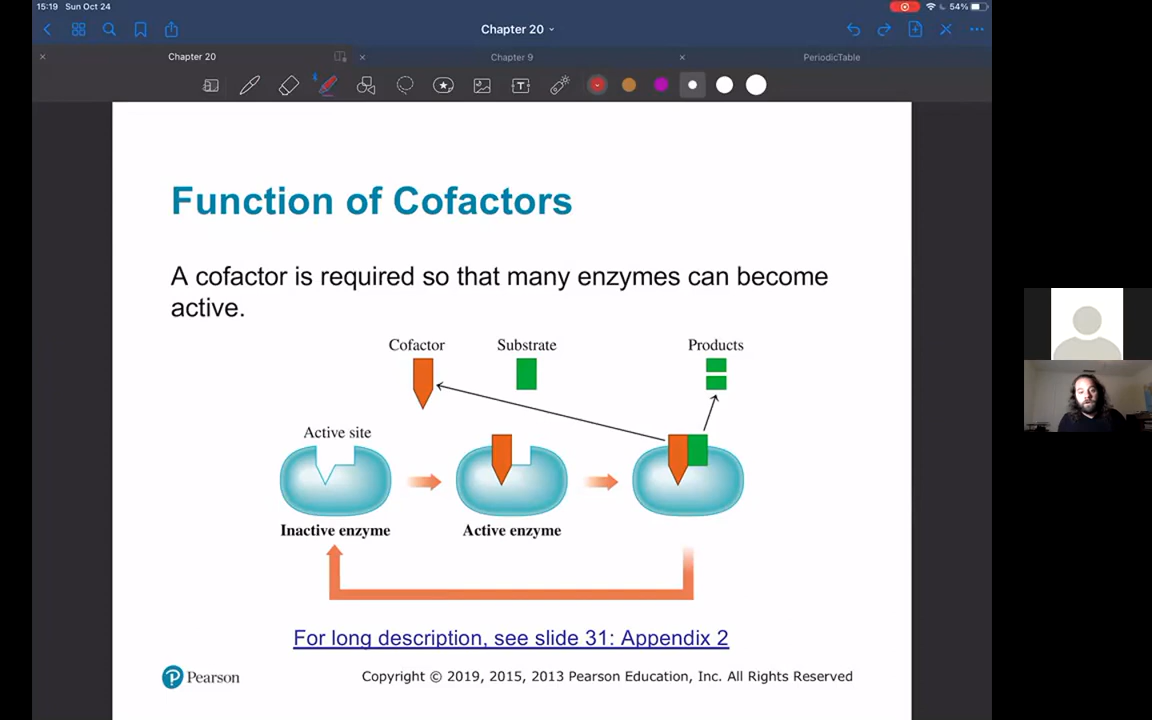 15:19 Sun Oct 24
54%
Chapter 20
Chapter 20
Chapter 9
PeriodicTable
Function of Cofactors
A cofactor is required so that many enzymes can become
active.
Cofactor
Substrate
Products
Active site
Inactive enzyme
Active enzyme
For long description, see slide 31: Appendix 2
Pearson
Copyright © 2019, 2015, 2013 Pearson Education, Inc. All Rights Reserved